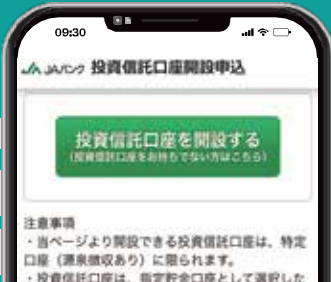 09:30
JA JAバンク 投資信託口座開設申込
投資信託口座を開設する
(投資信託口座をお持ちでない方はこちら)
注意事項
・当ページより開設できる投資信託口座は、特定
口座（源泉徴収あり）に限られます。
・投資信託口座は、指定貯金口座として選択した